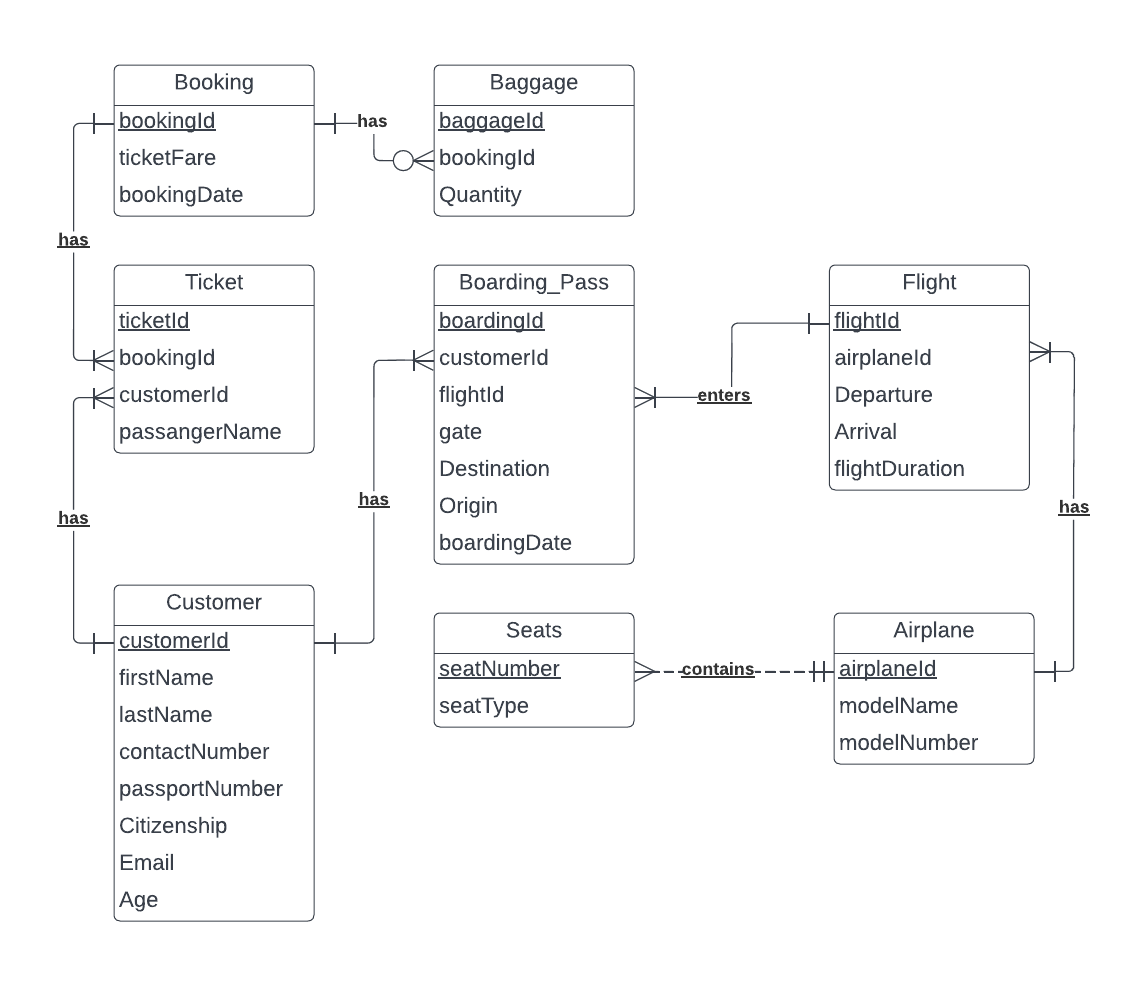 Booking
bookingId
ticketFare
bookingDate
has
Baggage
baggageId
bookingId
Quantity
has
Ticket
ticketId
bookingId
customerId
passangerName
Boarding_Pass
boardingId
customerId
flightId
gate
Destination
Origin
boardingDate
enters
Flight
flightId
airplaneId
Departure
Arrival
flightDuration
has
has
has
Customer
customerId
firstName
lastName
contactNumber
passportNumber
Citizenship
Email
Age
Seats
seatNumber
seatType
contains
Airplane
airplaneId
modelName
modelNumber